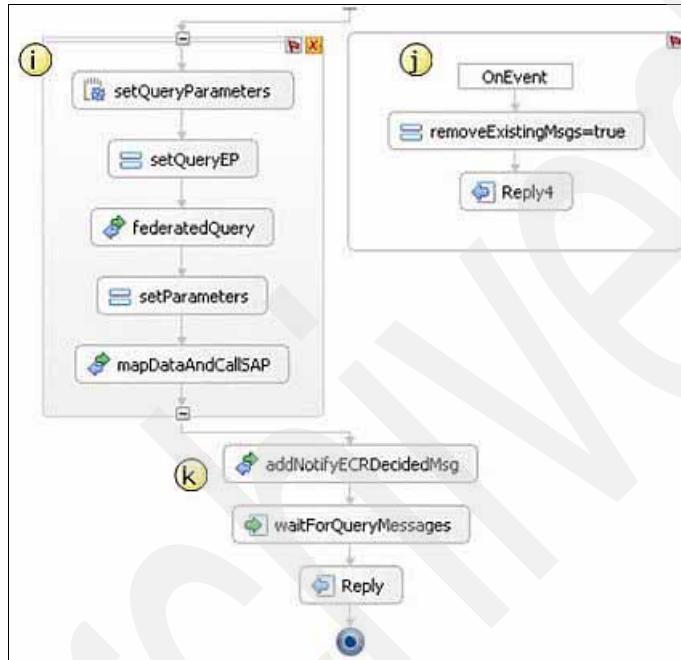 i
setQueryParameters
setQueryEP
federatedQuery
setParameters
mapDataAndCallSAP
j
OnEvent
removeExistingMsgs=true
Reply4
k
addNotifyECRDecidedMsg
waitForQueryMessages
Reply